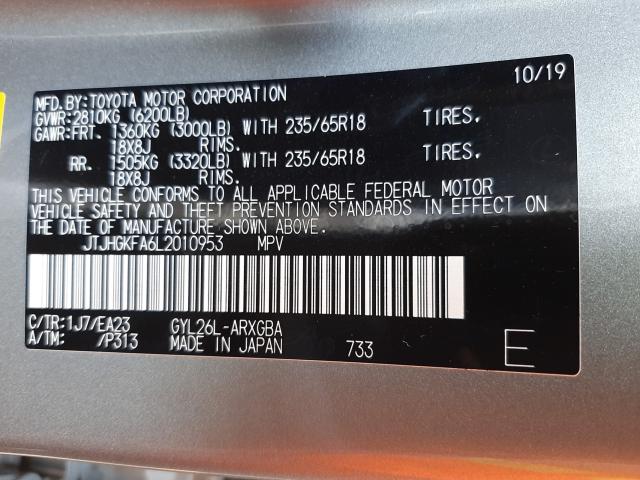 10/19
MFD.BY:TOYOTA MOTOR CORPORATION
GVWR:2810KG (6200LB)
GAWR:FRT. 1360KG (3000LB) WITH 235/65R18 TIRES.
18X8J RIMS.
RR. 1505KG (3320LB) WITH 235/65R18 TIRES.
18X8J RIMS.
THIS VEHICLE CONFORMS TO ALL APPLICABLE FEDERAL MOTOR
VEHICLE SAFETY AND THEFT PREVENTION STANDARDS IN EFFECT ON
THE DATE OF MANUFACTURE SHOWN ABOVE.
JTJHGKFA6L2010953 MPV
C/TR:1J7/EA23 GYL26L-ARXGBA
A/TM: /P313 MADE IN JAPAN 733 E